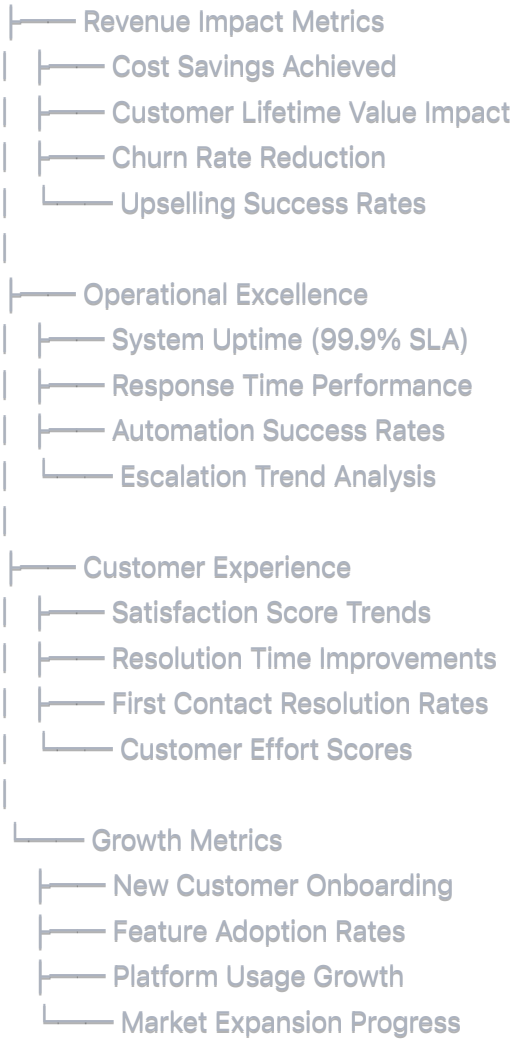 ├── Revenue Impact Metrics
│ ├── Cost Savings Achieved
│ ├── Customer Lifetime Value Impact
│ ├── Churn Rate Reduction
│ └── Upselling Success Rates
│
├── Operational Excellence
│ ├── System Uptime (99.9% SLA)
│ ├── Response Time Performance
│ ├── Automation Success Rates
│ └── Escalation Trend Analysis
│
├── Customer Experience
│ ├── Satisfaction Score Trends
│ ├── Resolution Time Improvements
│ ├── First Contact Resolution Rates
│ └── Customer Effort Scores
│
└── Growth Metrics
    ├── New Customer Onboarding
    ├── Feature Adoption Rates
    ├── Platform Usage Growth
    └── Market Expansion Progress